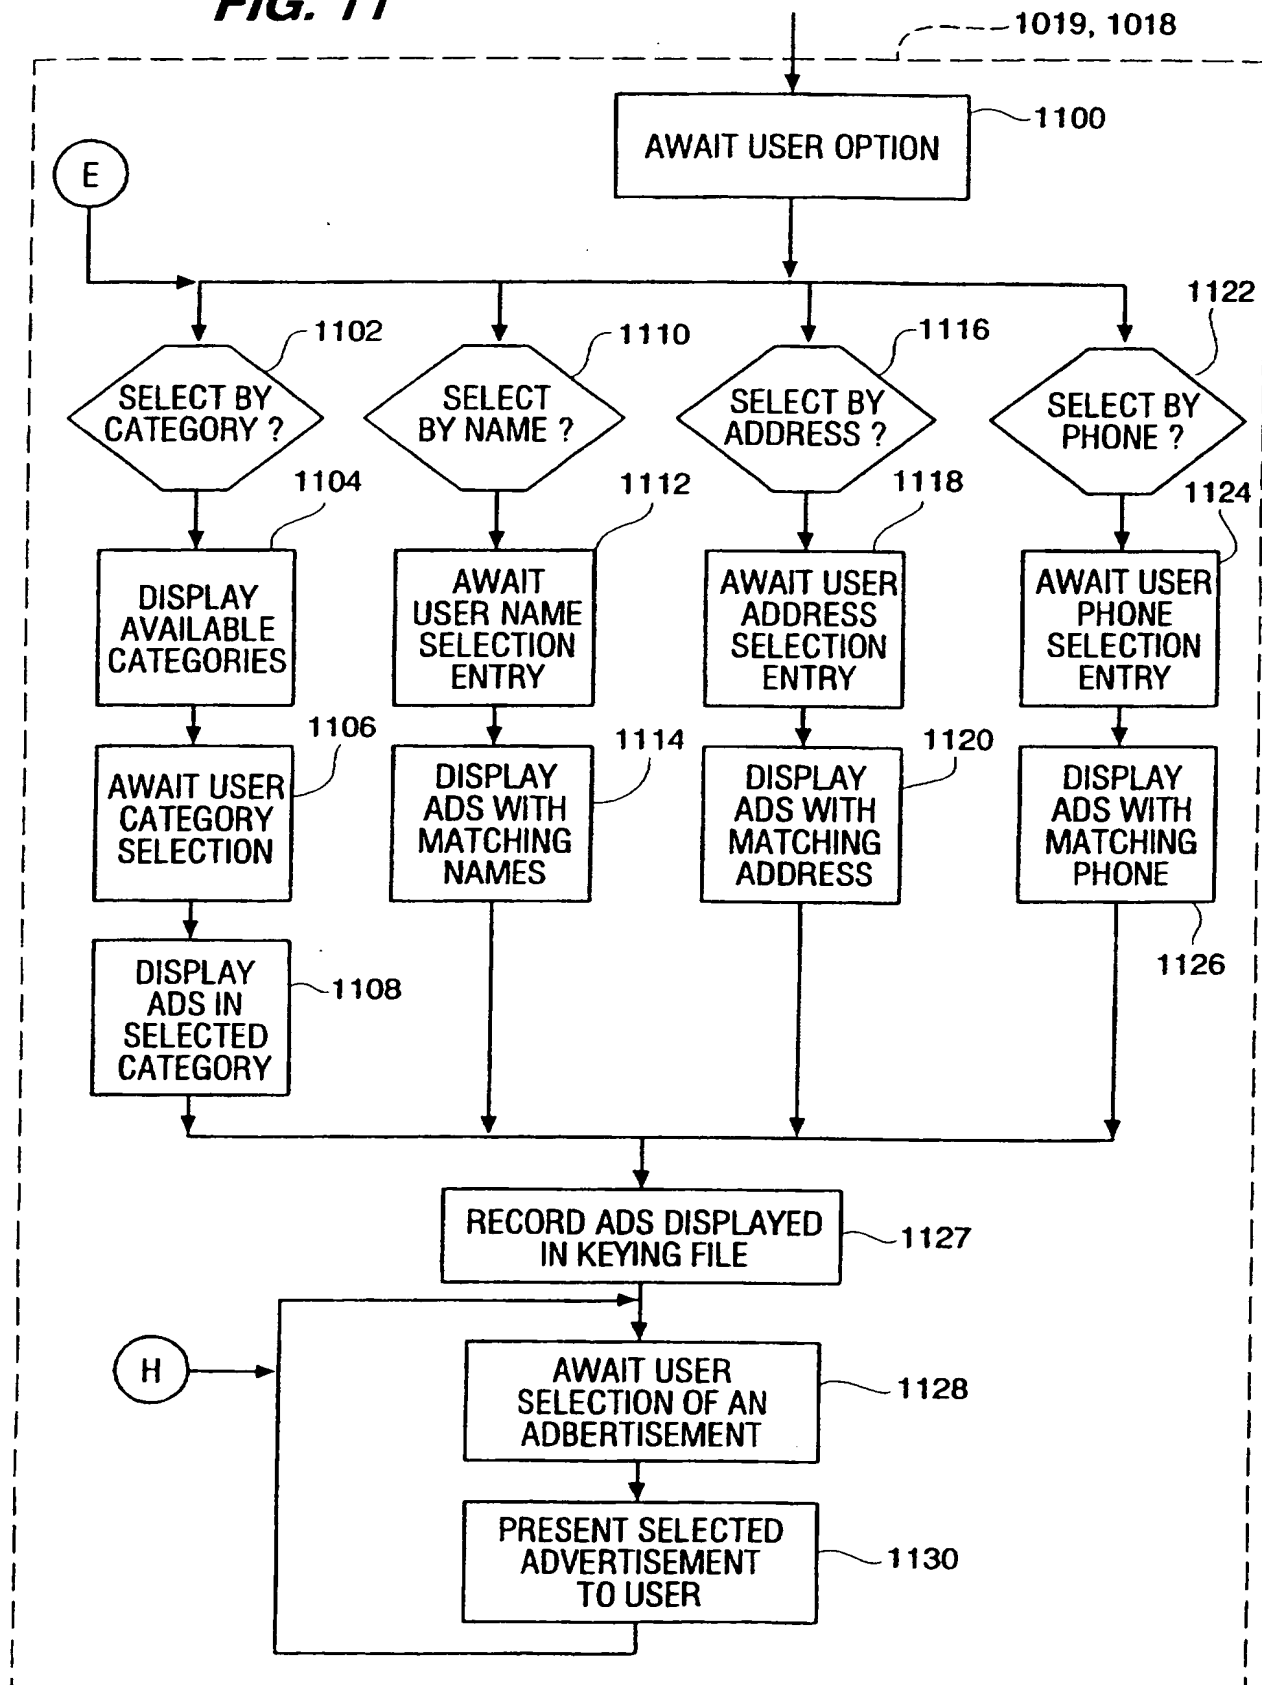 FIG. 11
1019, 1018
1100
AWAIT USER OPTION
E
1102
SELECT BY
CATEGORY ?
1110
SELECT
BY NAME ?
1116
SELECT BY
ADDRESS ?
1122
SELECT BY
PHONE ?
1104
DISPLAY
AVAILABLE
CATEGORIES
1112
AWAIT
USER NAME
SELECTION
ENTRY
1118
AWAIT USER
ADDRESS
SELECTION
ENTRY
1124
AWAIT USER
PHONE
SELECTION
ENTRY
1106
AWAIT USER
CATEGORY
SELECTION
1114
DISPLAY
ADS WITH
MATCHING
NAMES
1120
DISPLAY
ADS WITH
MATCHING
ADDRESS
DISPLAY
ADS WITH
MATCHING
PHONE
1126
DISPLAY
ADS IN
SELECTED
CATEGORY
1108
RECORD ADS DISPLAYED
IN KEYING FILE
1127
H
AWAIT USER
SELECTION OF AN
ADBERTISEMENT
1128
PRESENT SELECTED
ADVERTISEMENT
TO USER
1130